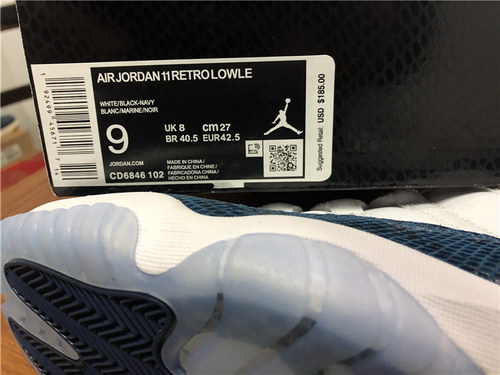 AIR JORDAN 11 RETRO LOW LE
WHITE/BLACK-NAVY
BLANC/MARINE/NOIR
9
UK 8 CM 27
BR 40.5 EUR 42.5
JORDAN.COM
CD6846 102
MADE IN CHINA/
FABRIQUE EN CHINE/
FABRICADO EN CHINA/
HECHO EN CHINA
Suggested Retail: USD $185.00